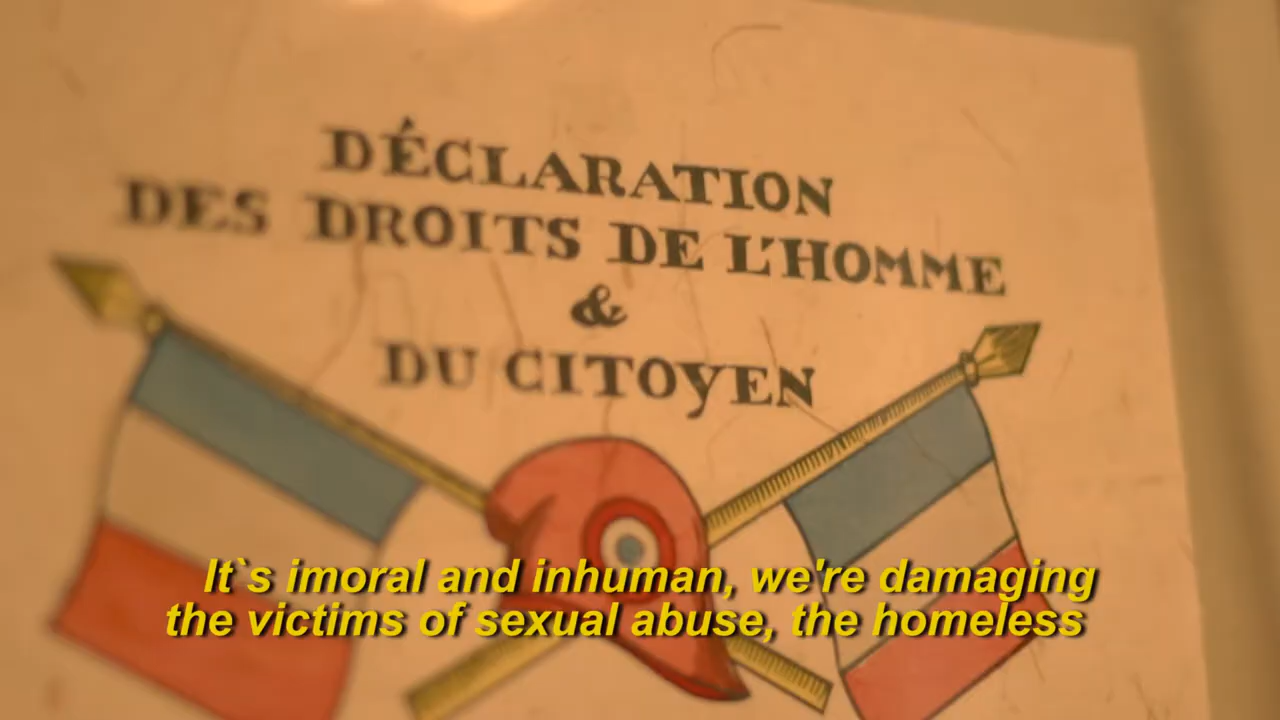 DÉCLARATION
DES DROITS DE L'HOMME
&
DU CITOYEN
It`s imoral and inhuman, we're damaging
the victims of sexual abuse, the homeless